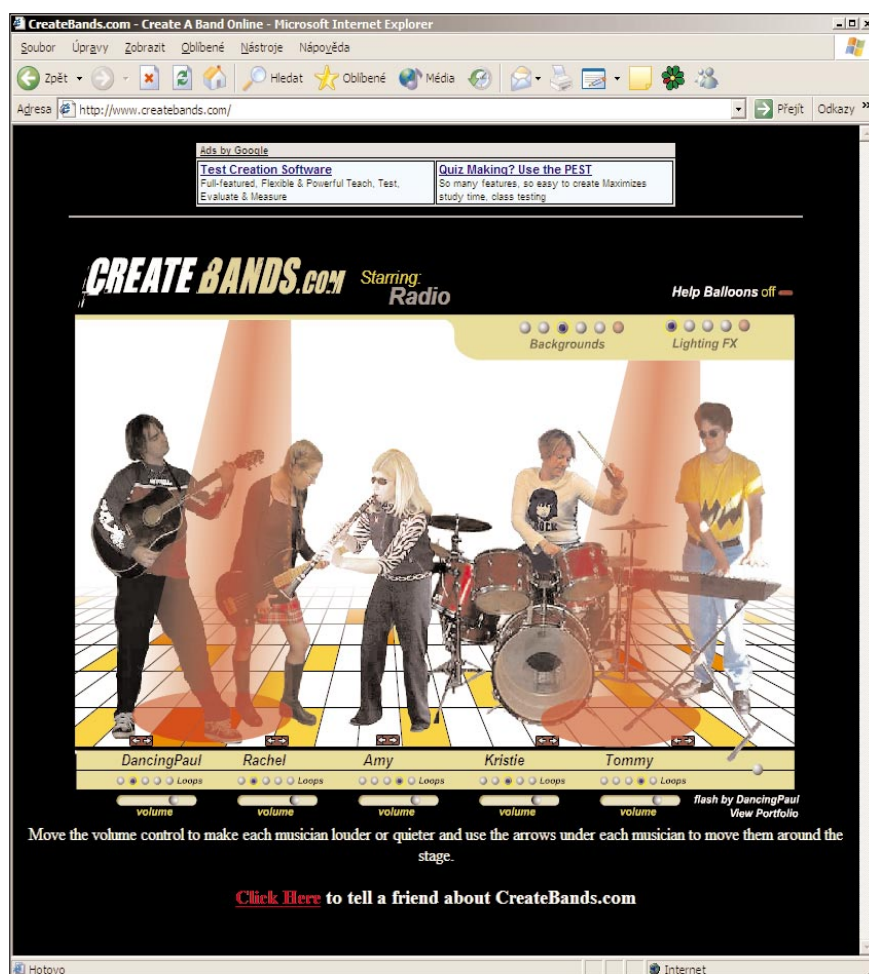 CreateBands.com - Create A Band Online - Microsoft Internet Explorer
Soubor Úpravy Zobrazit Oblíbené Nástroje Nápověda
Zpět Hledat Oblíbené Média
Adresa http://www.createbands.com/ Přejít Odkazy »
Ads by Google
Test Creation Software
Full-featured, Flexible & Powerful Teach, Test,
Evaluate & Measure
Quiz Making? Use the PEST
So many features, so easy to create Maximizes
study time, class testing
CREATE BANDS.COM
Starring:
Radio
Help Balloons off
Backgrounds Lighting FX
ROCK
DancingPaul Rachel Amy Kristie Tommy
Loops Loops Loops Loops Loops
volume volume volume volume volume
flash by DancingPaul
View Portfolio
Move the volume control to make each musician louder or quieter and use the arrows under each musician to move them around the
stage.
Click Here to tell a friend about CreateBands.com
Hotovo Internet